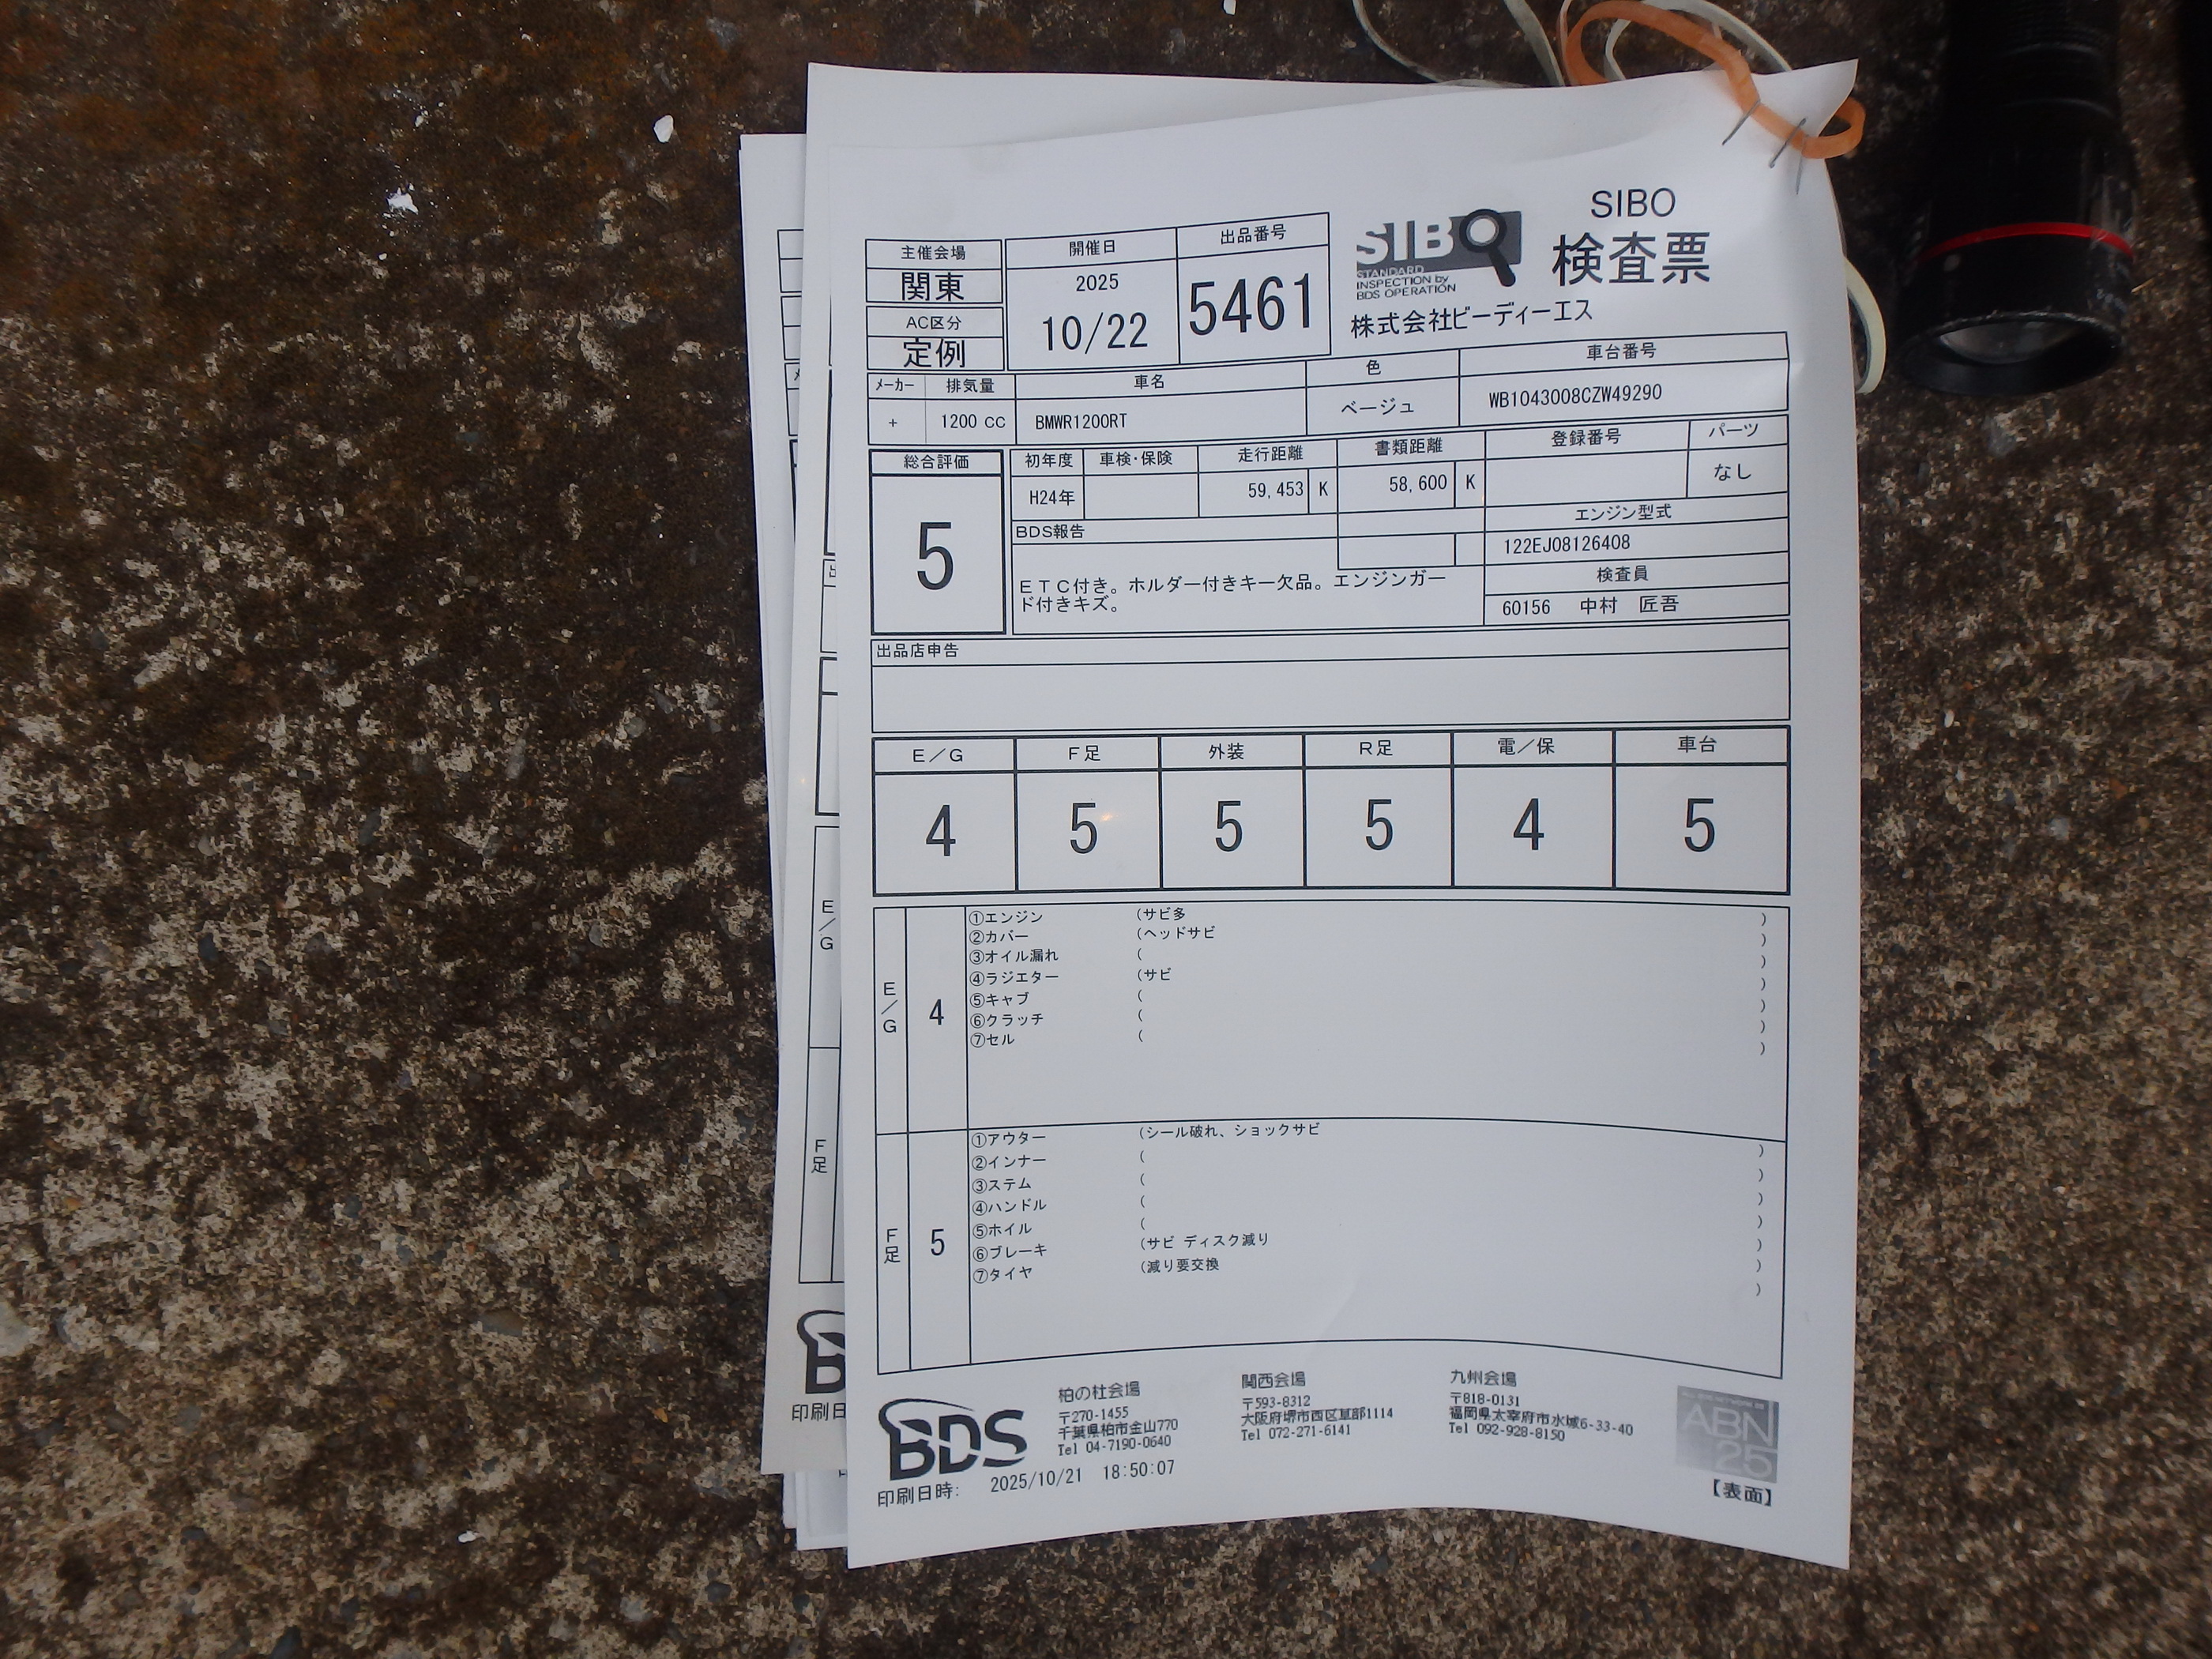 SIBO
検査票
SIBO
STANDARD
INSPECTION by
BDS OPERATION
株式会社ビーディーエス
主催会場
関東
AC区分
定例
開催日
2025
10/22
出品番号
5461
メーカー 排気量 車名 色 車台番号
+ 1200 CC BMWR1200RT ベージュ WB1043008CZW49290
総合評価
5
初年度 車検・保険 走行距離 書類距離 登録番号 パーツ
H24年 59,453 K 58,600 K なし
BDS報告
ETC付き。ホルダー付きキー欠品。エンジンガー
ド付きキズ。
エンジン型式
122EJ08126408
検査員
60156 中村 匠吾
出品店申告
E/G F足 外装 R足 電/保 車台
4 5 5 5 4 5
E/G
4
①エンジン (サビ多 )
②カバー (ヘッドサビ )
③オイル漏れ ( )
④ラジエター (サビ )
⑤キャブ ( )
⑥クラッチ ( )
⑦セル ( )
F足
5
①アウター (シール破れ、ショックサビ )
②インナー ( )
③ステム ( )
④ハンドル ( )
⑤ホイル ( )
⑥ブレーキ (サビ ディスク減り )
⑦タイヤ (減り要交換 )
BDS
柏の杜会場
〒270-1455
千葉県柏市金山770
Tel 04-7190-0640
関西会場
〒593-8312
大阪府堺市西区草部1114
Tel 072-271-6141
九州会場
〒818-0131
福岡県太宰府市水城6-33-40
Tel 092-928-8150
ABN
25
印刷日時: 2025/10/21 18:50:07
【表面】
E/G
F足
印刷日